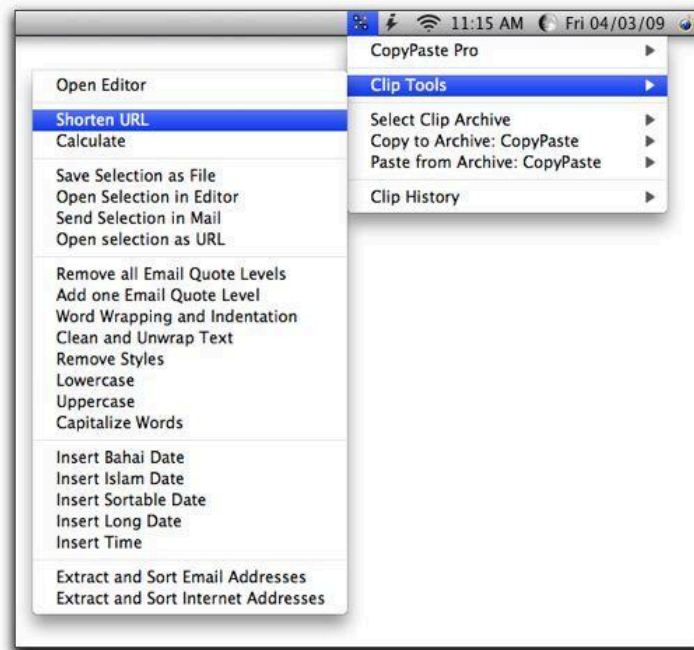 11:15 AM Fri 04/03/09
CopyPaste Pro
Clip Tools
Select Clip Archive
Copy to Archive: CopyPaste
Paste from Archive: CopyPaste
Clip History
Open Editor
Shorten URL
Calculate
Save Selection as File
Open Selection in Editor
Send Selection in Mail
Open selection as URL
Remove all Email Quote Levels
Add one Email Quote Level
Word Wrapping and Indentation
Clean and Unwrap Text
Remove Styles
Lowercase
Uppercase
Capitalize Words
Insert Bahai Date
Insert Islam Date
Insert Sortable Date
Insert Long Date
Insert Time
Extract and Sort Email Addresses
Extract and Sort Internet Addresses